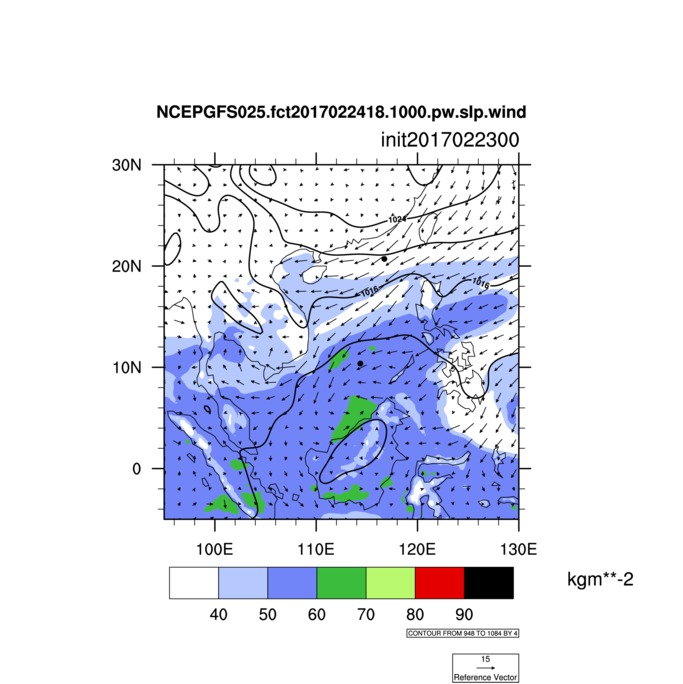 NCEPGFS025.fct2017022418.1000.pw.slp.wind
init2017022300
30N
1024
20N
1016
1016
10N
0
100E 110E 120E 130E
kgm**-2
40 50 60 70 80 90
CONTOUR FROM 948 TO 1084 BY 4
15
Reference Vector